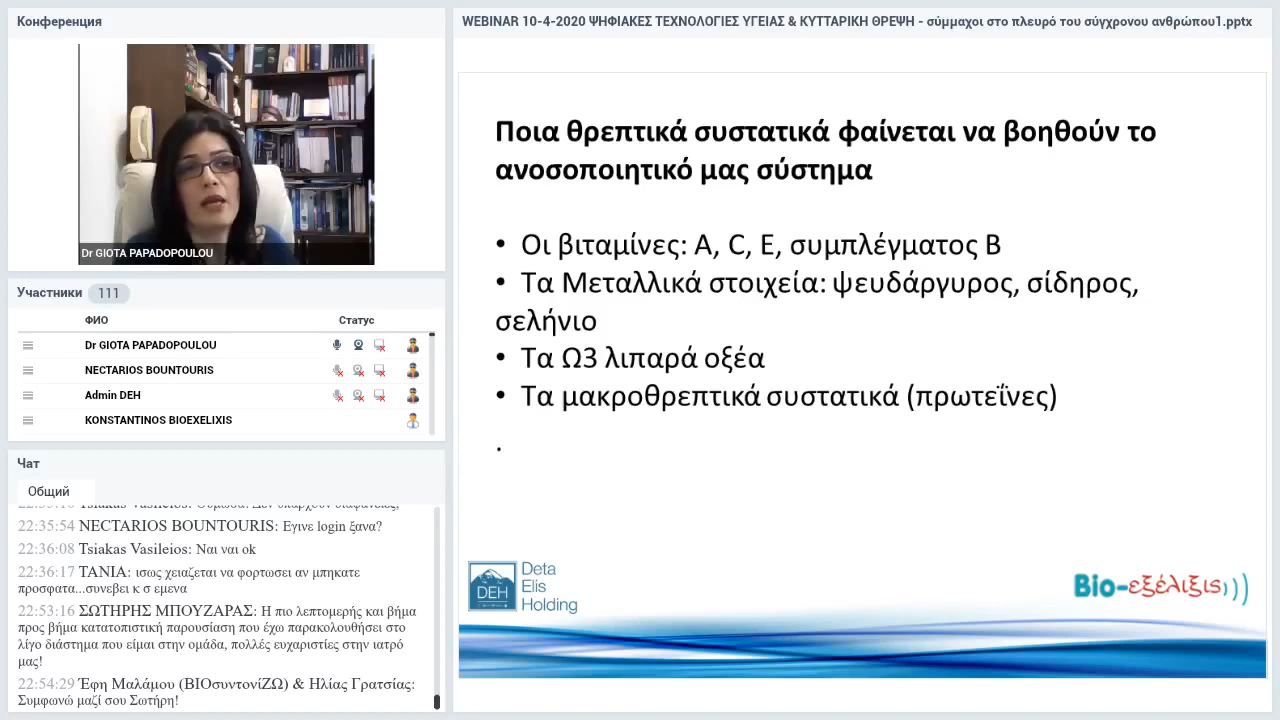 Конференция
Dr GIOTA PAPADOPOULOU
Участники 111
ФИО Статус
Dr GIOTA PAPADOPOULOU
NECTARIOS BOUNTOURIS
Admin DEH
KONSTANTINOS BIOEXELIXIS
Чат
Общий
22:35:54 NECTARIOS BOUNTOURIS: Εγινε login ξανα?
22:36:08 Tsiakas Vasileios: Ναι ναι ok
22:36:17 TANIA: ισως χειαζεται να φορτωσει αν μπηκατε
προσφατα...συνεβει κ σ εμενα
22:53:16 ΣΩΤΗΡΗΣ ΜΠΟΥΖΑΡΑΣ: Η πιο λεπτομερής και βήμα
προς βήμα κατατοπιστική παρουσίαση που έχω παρακολουθήσει στο
λίγο διάστημα που είμαι στην ομάδα, πολλές ευχαριστίες στην ιατρό
μας!
22:54:29 Έφη Μαλάμου (ΒΙΟσυντονίΖΩ) & Ηλίας Γρατσίας:
Συμφωνώ μαζί σου Σωτήρη!
WEBINAR 10-4-2020 ΨΗΦΙΑΚΕΣ ΤΕΧΝΟΛΟΓΙΕΣ ΥΓΕΙΑΣ & ΚΥΤΤΑΡΙΚΗ ΘΡΕΨΗ - σύμμαχοι στο πλευρό του σύγχρονου ανθρώπου1.pptx
Ποια θρεπτικά συστατικά φαίνεται να βοηθούν το
ανοσοποιητικό μας σύστημα
• Οι βιταμίνες: A, C, E, συμπλέγματος Β
• Τα Μεταλλικά στοιχεία: ψευδάργυρος, σίδηρος,
σελήνιο
• Τα Ω3 λιπαρά οξέα
• Τα μακροθρεπτικά συστατικά (πρωτεΐνες)
.
DEH
Deta
Elis
Holding
Bio-εξέλιξις